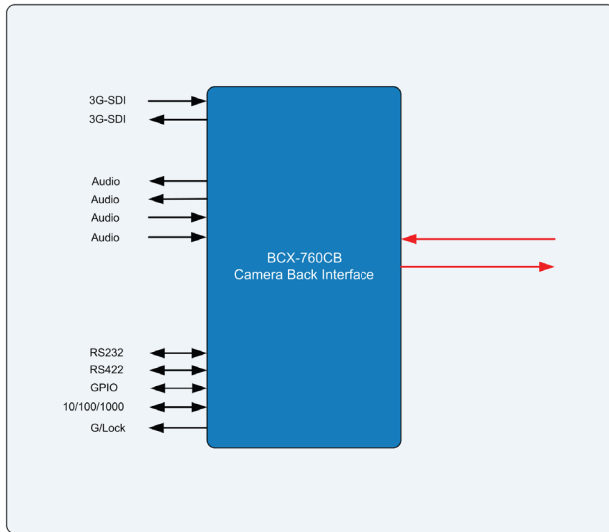 3G-SDI
3G-SDI
Audio
Audio
Audio
Audio
BCX-760CB
Camera Back Interface
RS232
RS422
GPIO
10/100/1000
G/Lock